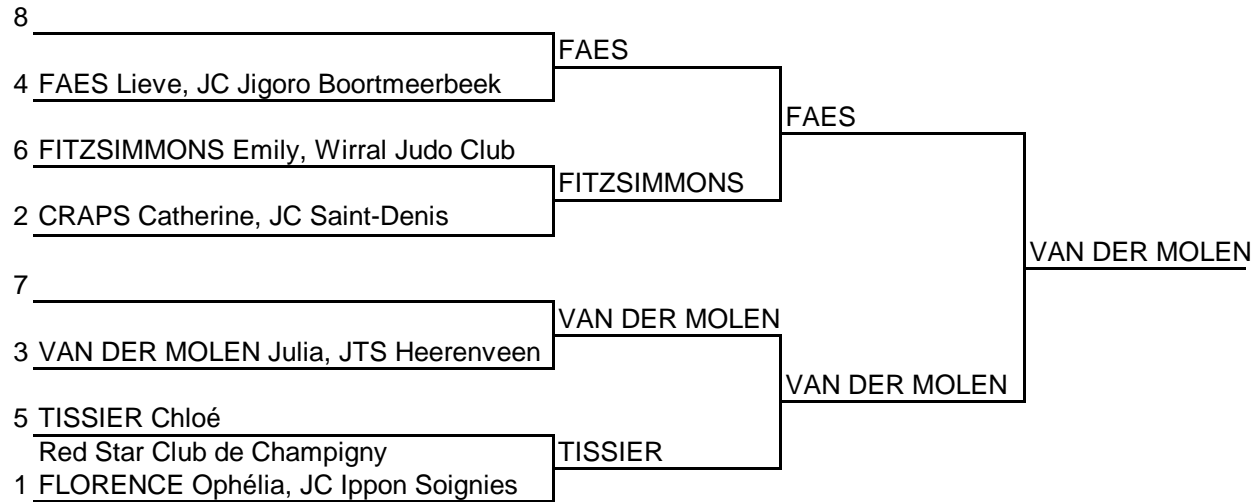 8
FAES
4 FAES Lieve, JC Jigoro Boortmeerbeek
FAES
6 FITZSIMMONS Emily, Wirral Judo Club
FITZSIMMONS
2 CRAPS Catherine, JC Saint-Denis
VAN DER MOLEN
7
VAN DER MOLEN
3 VAN DER MOLEN Julia, JTS Heerenveen
VAN DER MOLEN
5 TISSIER Chloé
Red Star Club de Champigny
TISSIER
1 FLORENCE Ophélia, JC Ippon Soignies